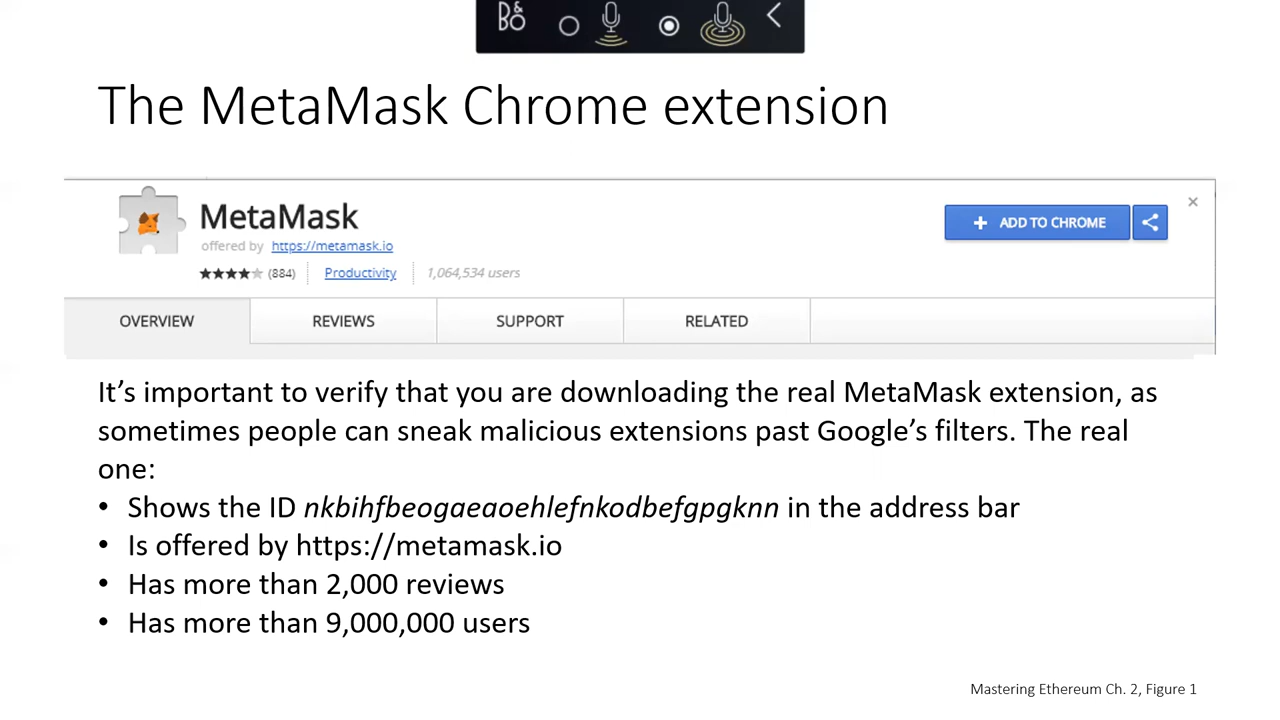 B&O
The MetaMask Chrome extension
MetaMask
offered by https://metamask.io
(884) Productivity 1,064,534 users
+ ADD TO CHROME
OVERVIEW REVIEWS SUPPORT RELATED
It’s important to verify that you are downloading the real MetaMask extension, as
sometimes people can sneak malicious extensions past Google’s filters. The real
one:
• Shows the ID nkbihfbeogaeaoehlefnkodbefgpgknn in the address bar
• Is offered by https://metamask.io
• Has more than 2,000 reviews
• Has more than 9,000,000 users
Mastering Ethereum Ch. 2, Figure 1